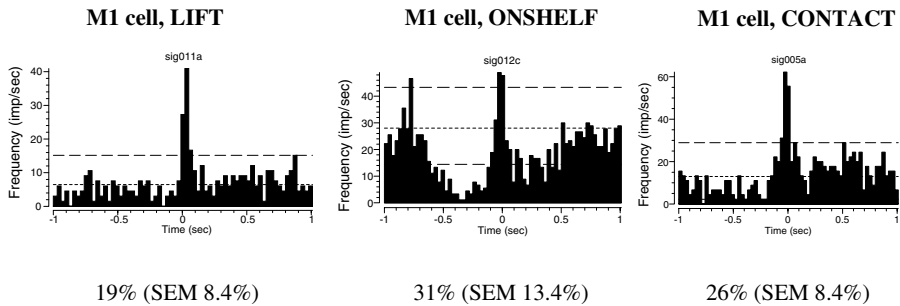 M1 cell, LIFT
M1 cell, ONSHELF
M1 cell, CONTACT
sig011a
sig012c
sig005a
Frequency (imp/sec)
40
30
20
10
0
-1 -0.5 0 0.5 1
Time (sec)
Frequency (imp/sec)
40
30
20
10
0
-1 -0.5 0 0.5 1
Time (sec)
Frequency (imp/sec)
60
40
20
0
-1 -0.5 0 0.5 1
Time (sec)
19% (SEM 8.4%)
31% (SEM 13.4%)
26% (SEM 8.4%)